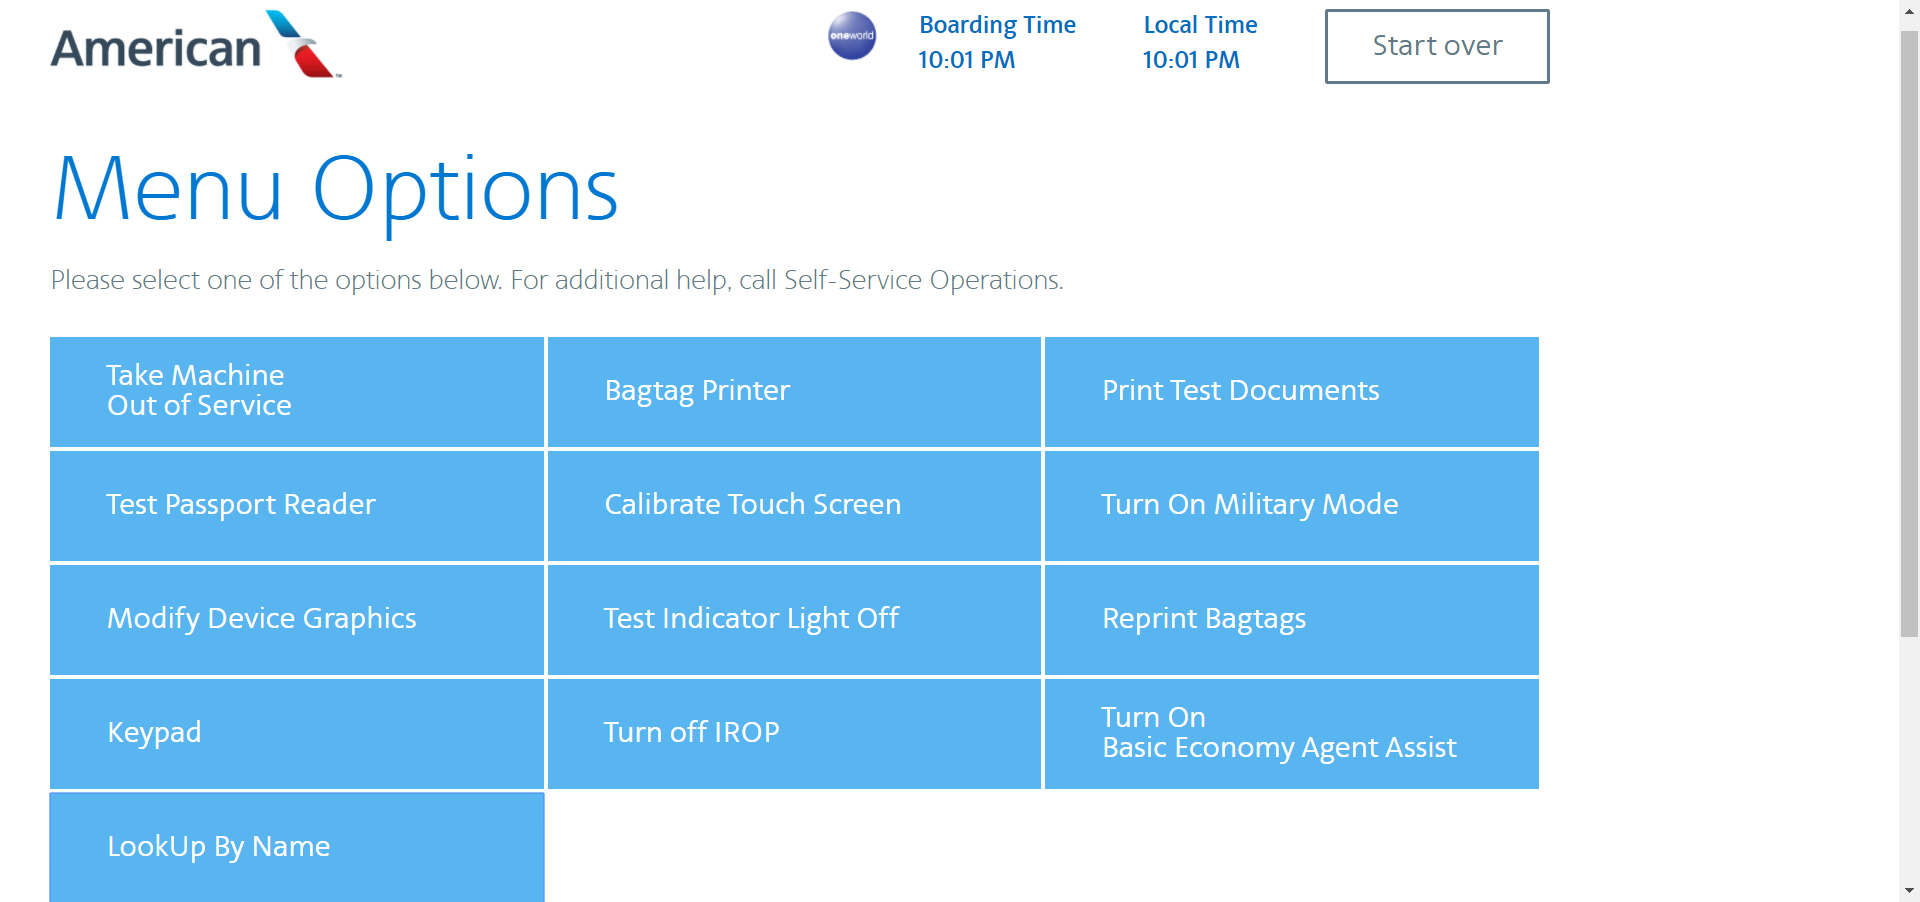 American
oneworld
Boarding Time
10:01 PM
Local Time
10:01 PM
Start over
Menu Options
Please select one of the options below. For additional help, call Self-Service Operations.
Take Machine
Out of Service
Bagtag Printer
Print Test Documents
Test Passport Reader
Calibrate Touch Screen
Turn On Military Mode
Modify Device Graphics
Test Indicator Light Off
Reprint Bagtags
Keypad
Turn off IROP
Turn On
Basic Economy Agent Assist
LookUp By Name